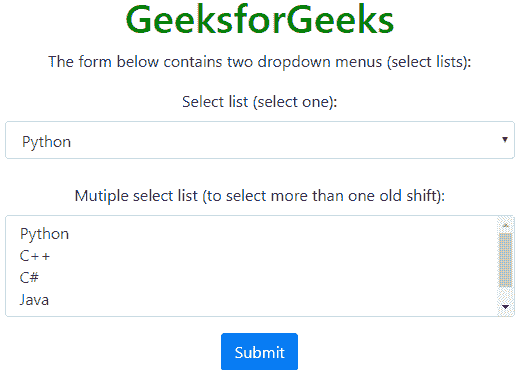 GeeksforGeeks
The form below contains two dropdown menus (select lists):
Select list (select one):
Python
Mutiple select list (to select more than one old shift):
Python
C++
C#
Java
Submit